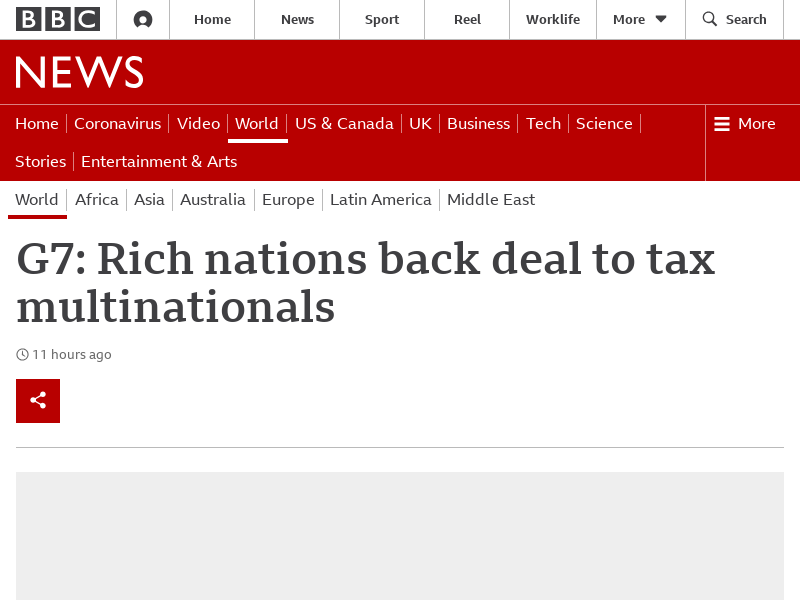 BBC Home News Sport Reel Worklife More Search
NEWS
Home Coronavirus Video World US & Canada UK Business Tech Science More
Stories Entertainment & Arts
World Africa Asia Australia Europe Latin America Middle East
G7: Rich nations back deal to tax
multinationals
11 hours ago